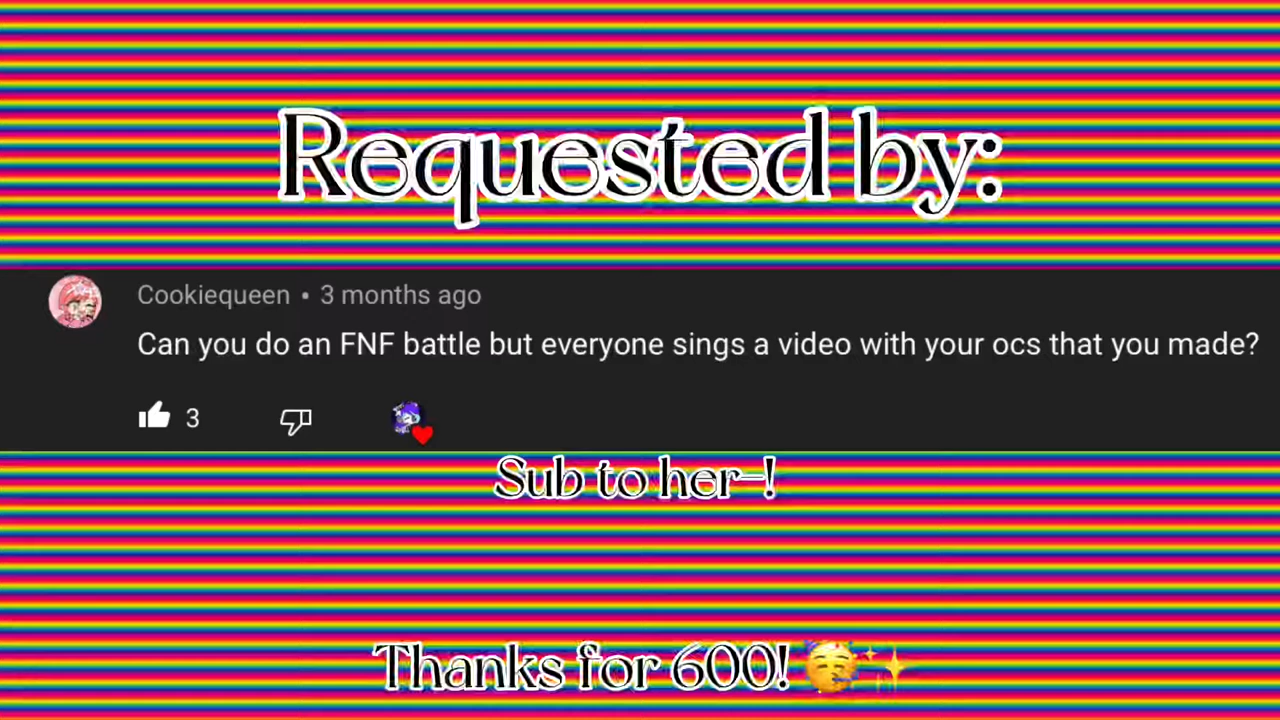 Requested by:
Cookiequeen • 3 months ago
Can you do an FNF battle but everyone sings a video with your ocs that you made?
3
Sub to her-!
Thanks for 600! 🥳✨